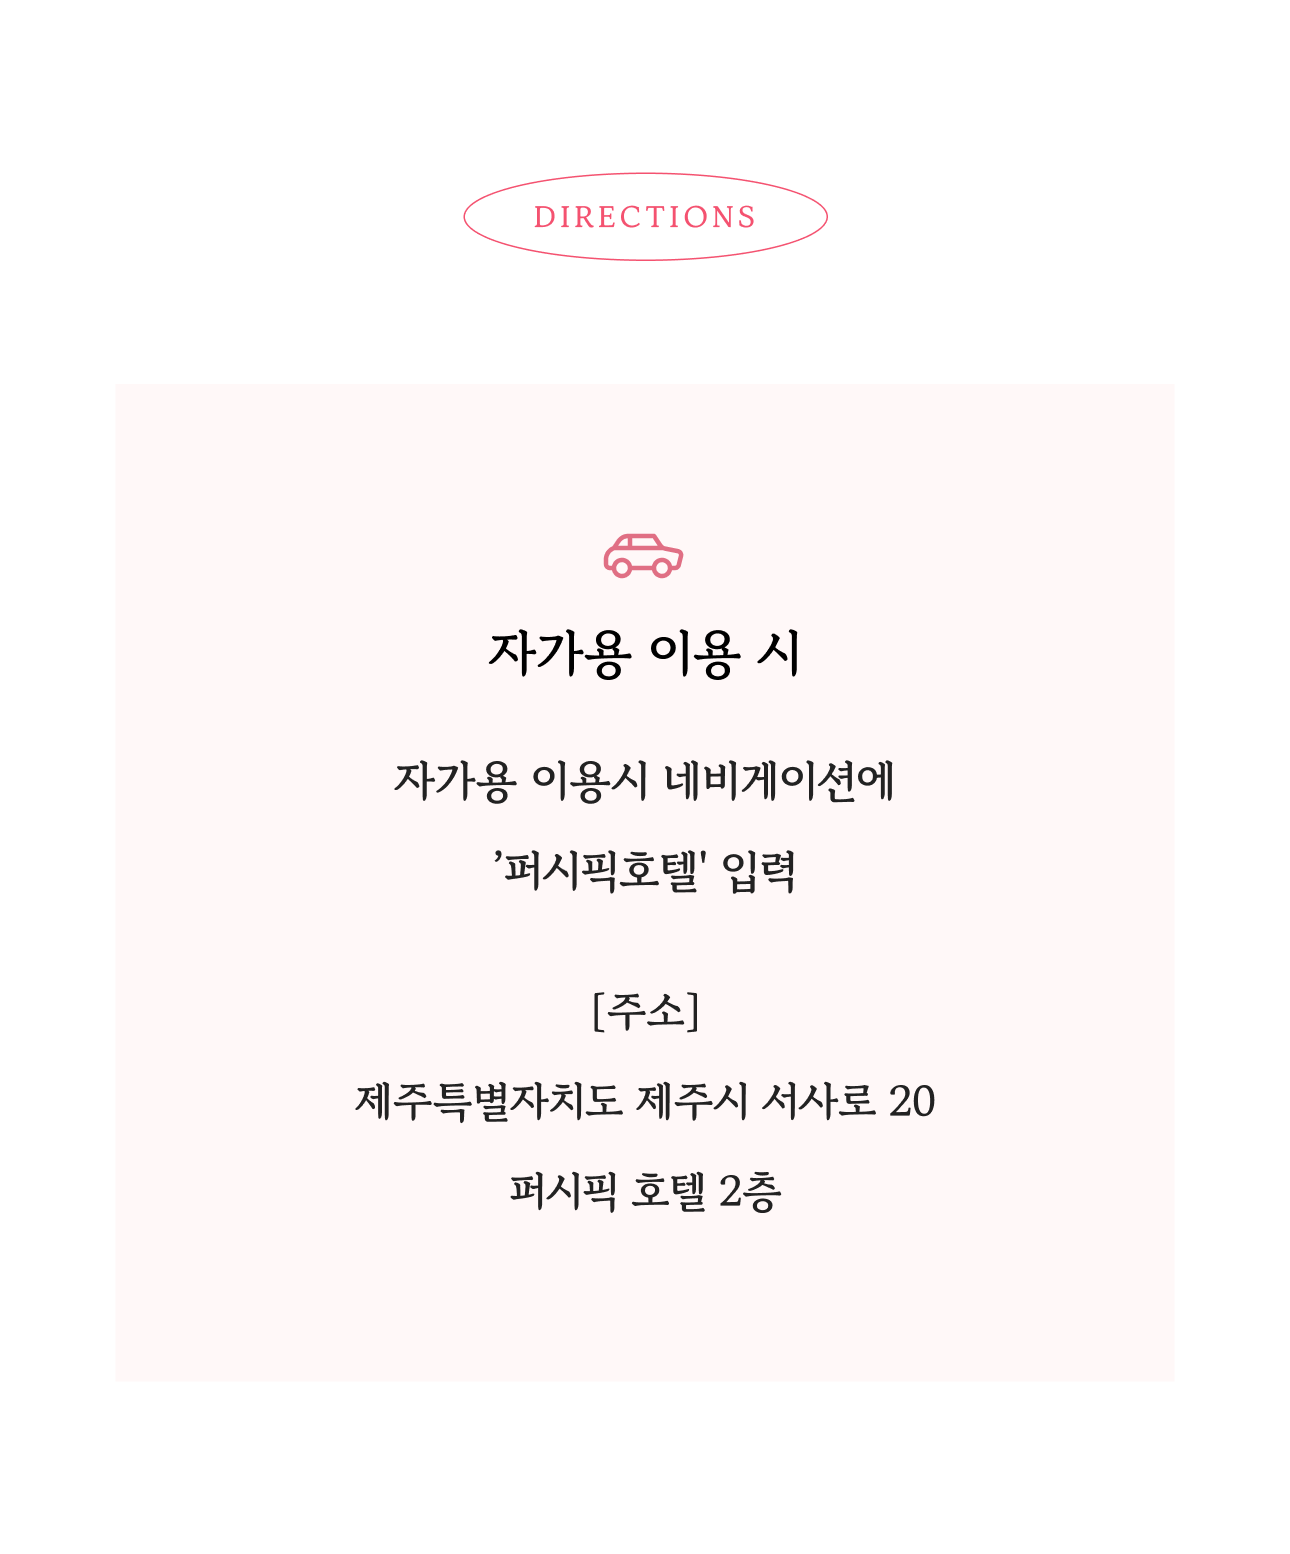 DIRECTIONS
자가용 이용 시
자가용 이용시 네비게이션에
’퍼시픽호텔' 입력
[주소]
제주특별자치도 제주시 서사로 20
퍼시픽 호텔 2층